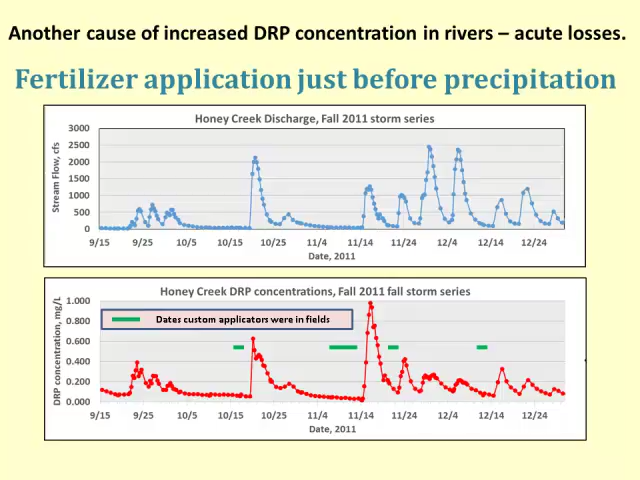 Another cause of increased DRP concentration in rivers – acute losses.
Fertilizer application just before precipitation
Honey Creek Discharge, Fall 2011 storm series
Stream Flow, cfs
3000
2500
2000
1500
1000
500
0
9/15 9/25 10/5 10/15 10/25 11/4 11/14 11/24 12/4 12/14 12/24
Date, 2011
Honey Creek DRP concentrations, Fall 2011 fall storm series
DRP concentration, mg/L
1.000
0.800
0.600
0.400
0.200
0.000
Dates custom applicators were in fields
9/15 9/25 10/5 10/15 10/25 11/4 11/14 11/24 12/4 12/14 12/24
Date, 2011